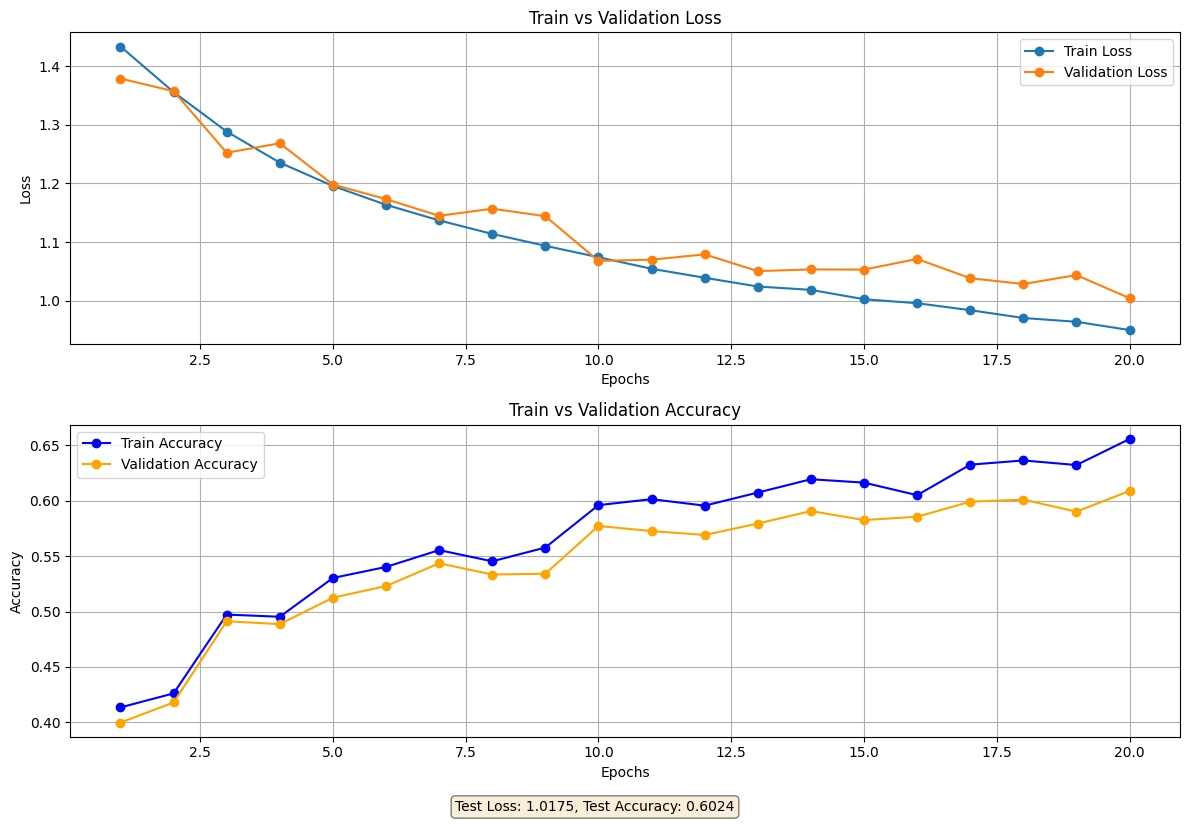 Train vs Validation Loss
Train Loss
Validation Loss
Loss
1.4
1.3
1.2
1.1
1.0
2.5 5.0 7.5 10.0 12.5 15.0 17.5 20.0
Epochs
Train vs Validation Accuracy
Train Accuracy
Validation Accuracy
Accuracy
0.65
0.60
0.55
0.50
0.45
0.40
2.5 5.0 7.5 10.0 12.5 15.0 17.5 20.0
Epochs
Test Loss: 1.0175, Test Accuracy: 0.6024